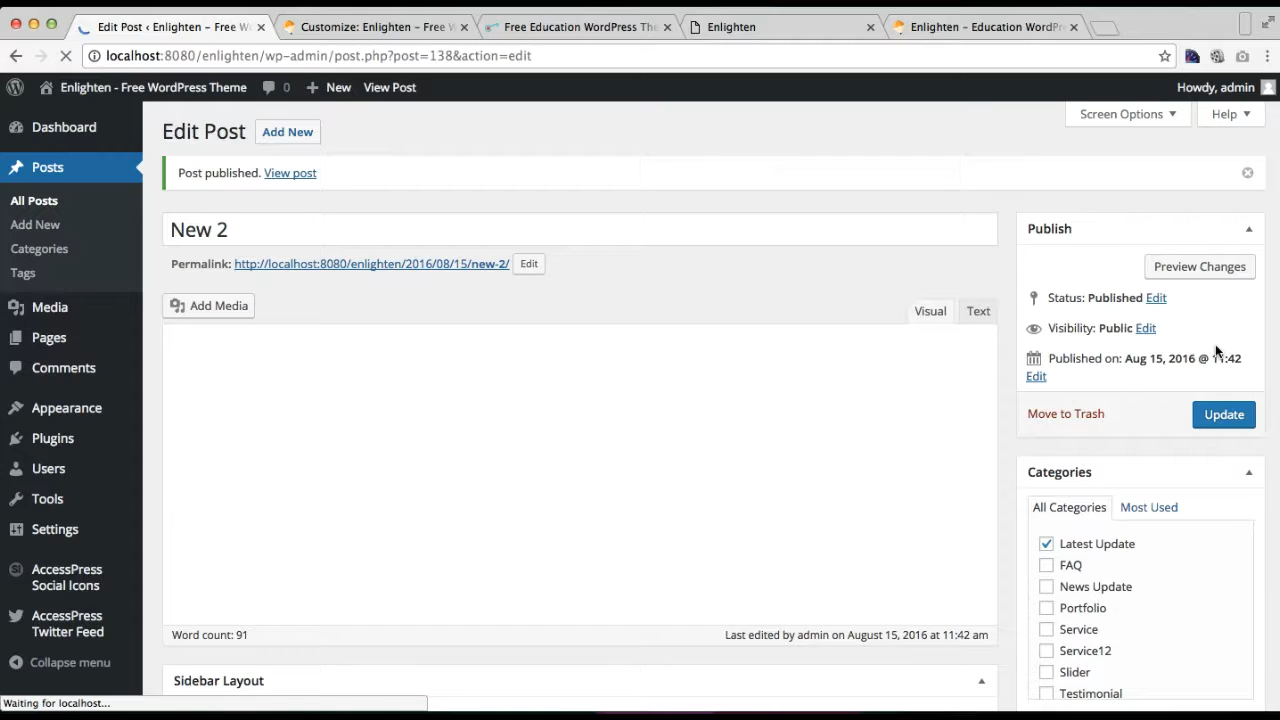 Edit Post ‹ Enlighten – Free W
Customize: Enlighten – Free W
Free Education WordPress The
Enlighten
Enlighten – Education WordPre
localhost:8080/enlighten/wp-admin/post.php?post=138&action=edit
Enlighten - Free WordPress Theme
0
New
View Post
Howdy, admin
Screen Options
Help
Dashboard
Posts
All Posts
Add New
Categories
Tags
Media
Pages
Comments
Appearance
Plugins
Users
Tools
Settings
AccessPress
Social Icons
AccessPress
Twitter Feed
Collapse menu
Edit Post
Add New
Post published. View post
New 2
Permalink: http://localhost:8080/enlighten/2016/08/15/new-2/
Edit
Add Media
Visual
Text
Word count: 91
Last edited by admin on August 15, 2016 at 11:42 am
Sidebar Layout
Publish
Preview Changes
Status: Published Edit
Visibility: Public Edit
Published on: Aug 15, 2016 @ 11:42
Edit
Move to Trash
Update
Categories
All Categories
Most Used
Latest Update
FAQ
News Update
Portfolio
Service
Service12
Slider
Testimonial
Waiting for localhost...